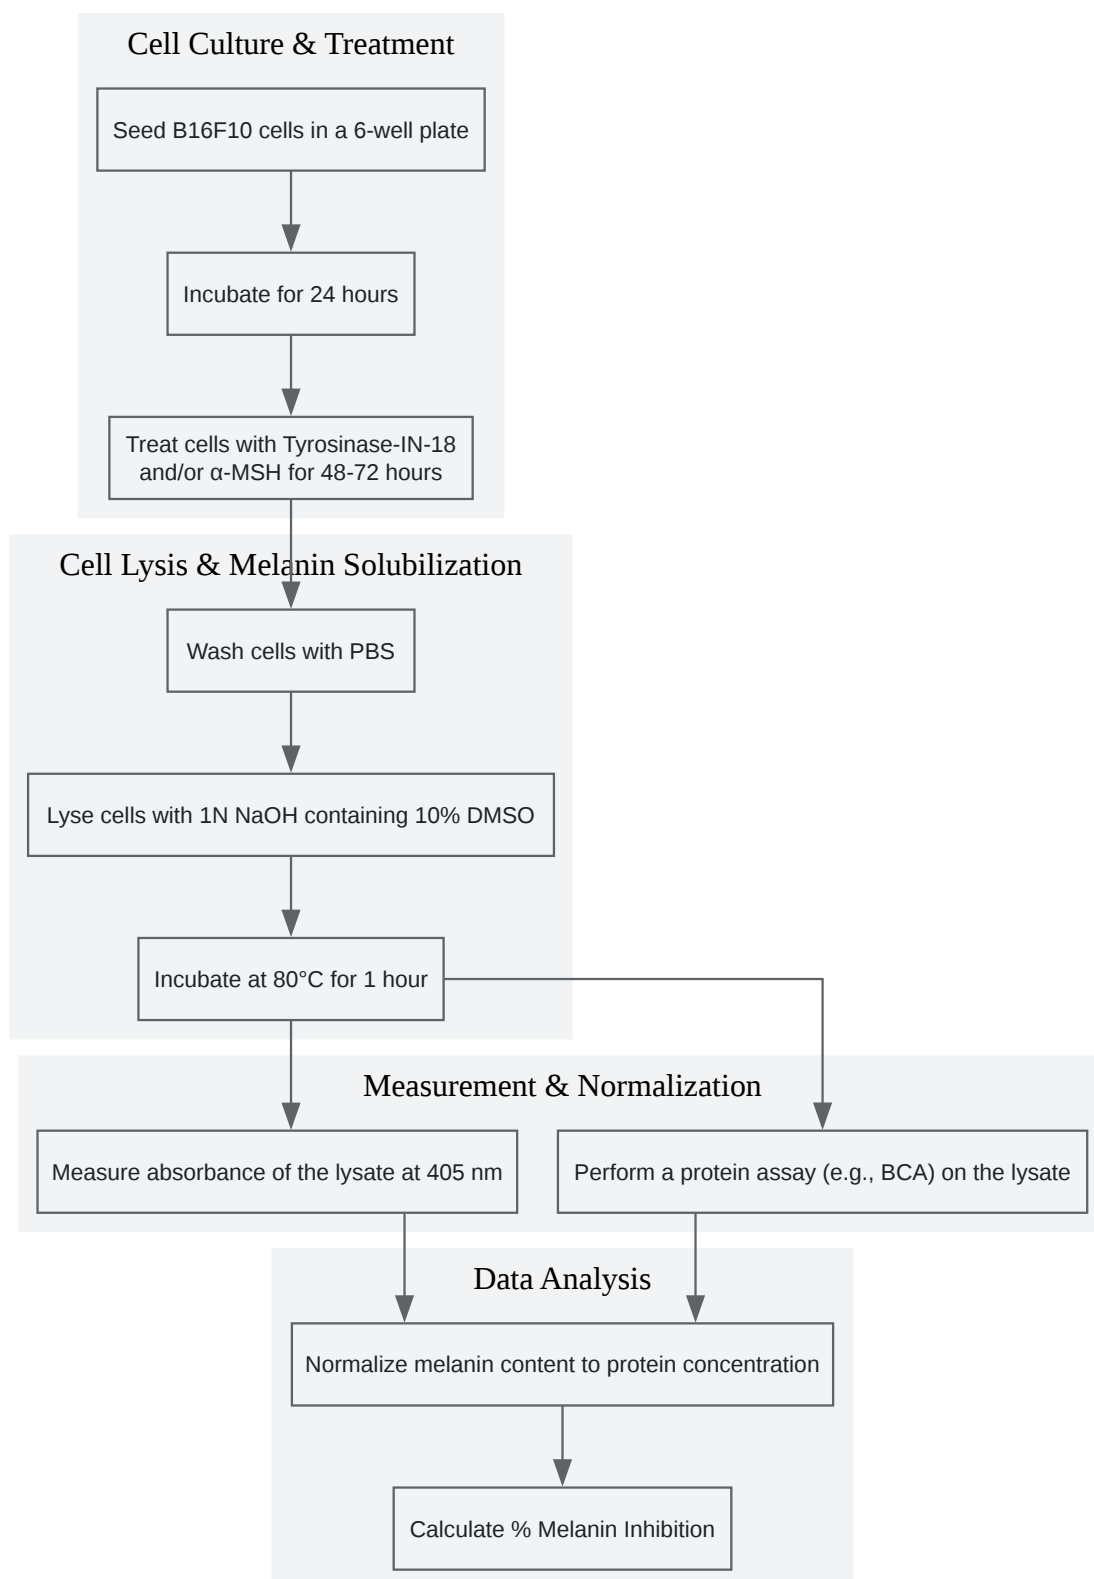 Cell Culture & Treatment
Seed B16F10 cells in a 6-well plate
Incubate for 24 hours
Treat cells with Tyrosinase-IN-18
and/or α-MSH for 48-72 hours
Cell Lysis & Melanin Solubilization
Wash cells with PBS
Lyse cells with 1N NaOH containing 10% DMSO
Incubate at 80°C for 1 hour
Measurement & Normalization
Measure absorbance of the lysate at 405 nm
Perform a protein assay (e.g., BCA) on the lysate
Data Analysis
Normalize melanin content to protein concentration
Calculate % Melanin Inhibition